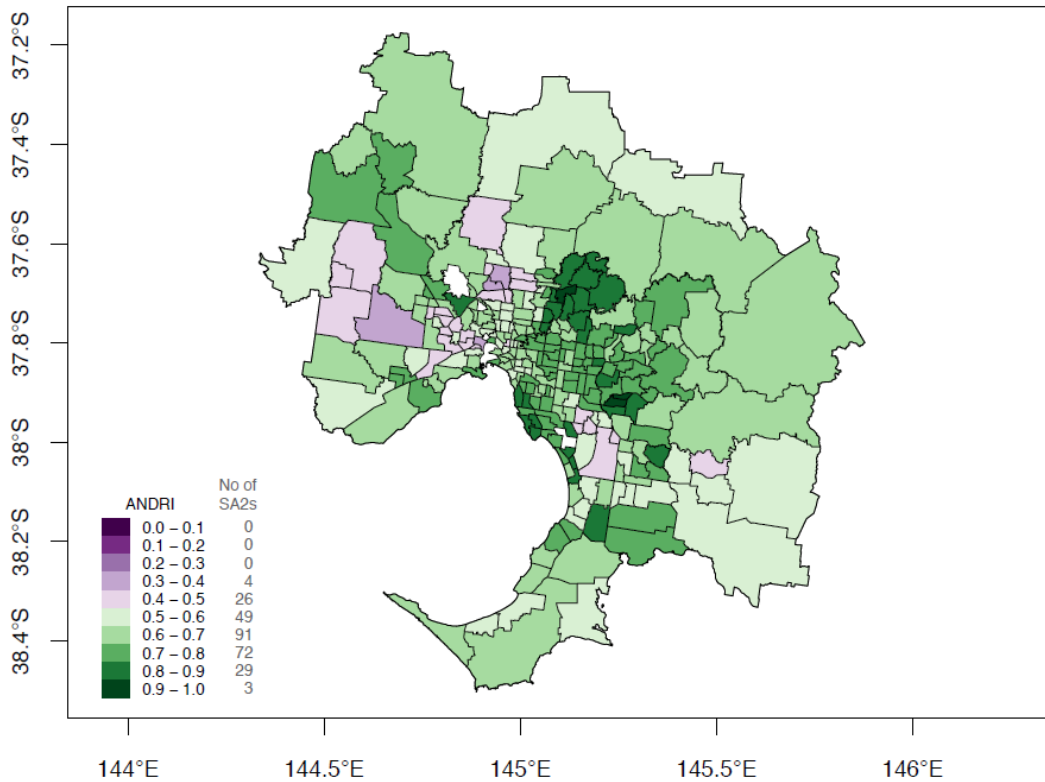 37.2°S
37.4°S
37.6°S
37.8°S
38°S
38.2°S
38.4°S
No of
ANDRI SA2s
0.0 – 0.1 0
0.1 – 0.2 0
0.2 – 0.3 0
0.3 – 0.4 4
0.4 – 0.5 26
0.5 – 0.6 49
0.6 – 0.7 91
0.7 – 0.8 72
0.8 – 0.9 29
0.9 – 1.0 3
144°E 144.5°E 145°E 145.5°E 146°E